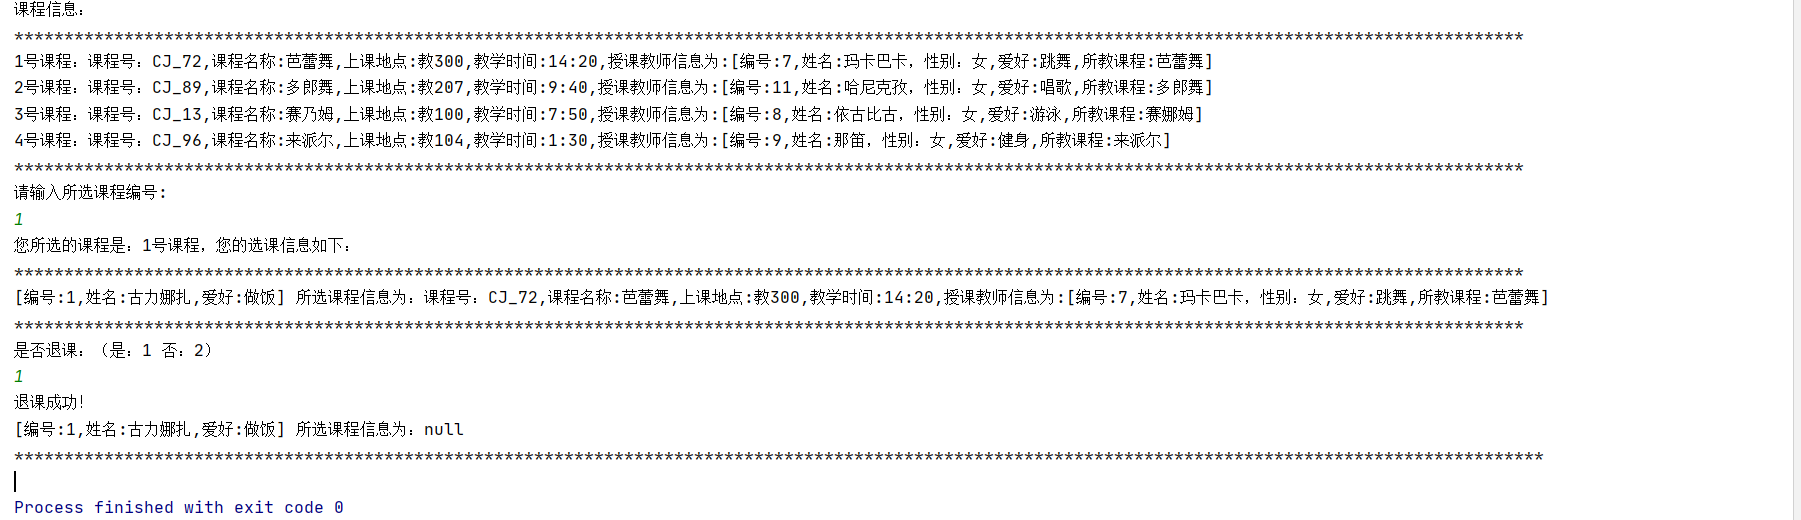 课程信息：
*******************************************************************************************************************************************************
1号课程：课程号：CJ_72,课程名称:芭蕾舞,上课地点:教300,教学时间:14:20,授课教师信息为:[编号:7,姓名:玛卡巴卡，性别：女,爱好:跳舞,所教课程:芭蕾舞]
2号课程：课程号：CJ_89,课程名称:多郎舞,上课地点:教207,教学时间:9:40,授课教师信息为:[编号:11,姓名:哈尼克孜，性别：女,爱好:唱歌,所教课程:多郎舞]
3号课程：课程号：CJ_13,课程名称:赛乃姆,上课地点:教100,教学时间:7:50,授课教师信息为:[编号:8,姓名:依古比古，性别：女,爱好:游泳,所教课程:赛娜姆]
4号课程：课程号：CJ_96,课程名称:来派尔,上课地点:教104,教学时间:1:30,授课教师信息为:[编号:9,姓名:那笛，性别：女,爱好:健身,所教课程:来派尔]
*******************************************************************************************************************************************************
请输入所选课程编号:
1
您所选的课程是：1号课程，您的选课信息如下：
*******************************************************************************************************************************************************
[编号:1,姓名:古力娜扎,爱好:做饭] 所选课程信息为：课程号：CJ_72,课程名称:芭蕾舞,上课地点:教300,教学时间:14:20,授课教师信息为:[编号:7,姓名:玛卡巴卡，性别：女,爱好:跳舞,所教课程:芭蕾舞]
*******************************************************************************************************************************************************
是否退课：（是：1 否：2）
1
退课成功！
[编号:1,姓名:古力娜扎,爱好:做饭] 所选课程信息为：null
*********************************************************************************************************************************************************
Process finished with exit code 0